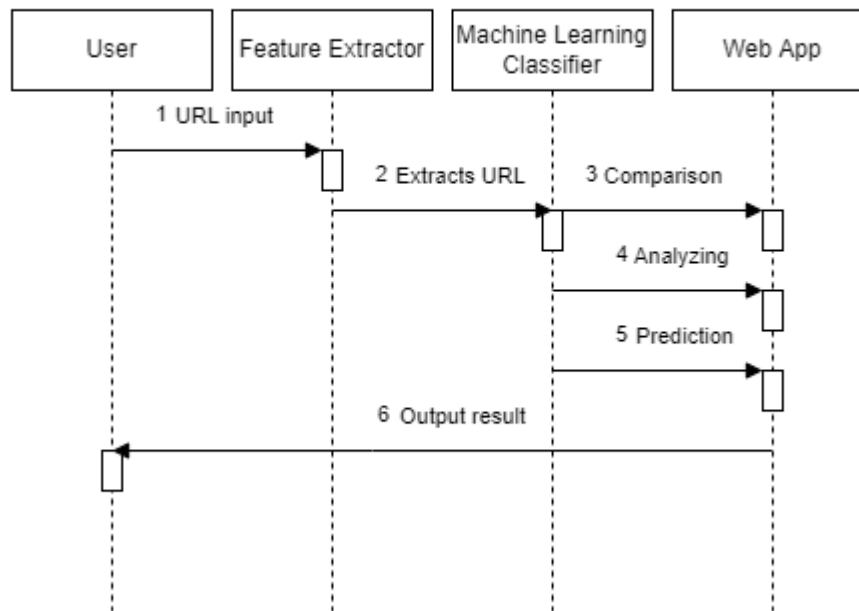 User
Feature Extractor
Machine Learning
Classifier
Web App
1 URL input
2 Extracts URL
3 Comparison
4 Analyzing
5 Prediction
6 Output result